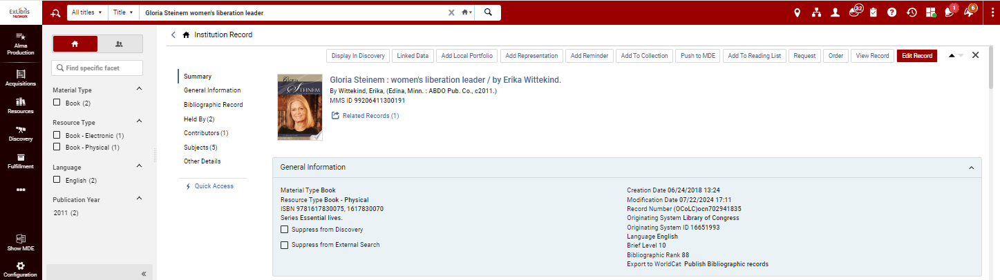 ExLibris
Network
All titles
Title
Gloria Steinem women's liberation leader
32
1
6
Alma
Production
Acquisitions
Resources
Discovery
Fulfillment
Show MDE
Configuration
Find specific facet
Material Type
Book (2)
Resource Type
Book - Electronic (1)
Book - Physical (1)
Language
English (2)
Publication Year
2011 (2)
Institution Record
Display In Discovery
Linked Data
Add Local Portfolio
Add Representation
Add Reminder
Add To Collection
Push to MDE
Add To Reading List
Request
Order
View Record
Edit Record
Summary
General Information
Bibliographic Record
Held By (2)
Contributors (1)
Subjects (5)
Other Details
Quick Access
Gloria
Steinem
Gloria Steinem : women's liberation leader / by Erika Wittekind.
By Wittekind, Erika, (Edina, Minn. : ABDO Pub. Co., c2011.)
MMS ID 99206411300191
Related Records (1)
General Information
Material Type Book
Resource Type Book - Physical
ISBN 9781617830075, 1617830070
Series Essential lives.
Suppress from Discovery
Suppress from External Search
Creation Date 06/24/2018 13:24
Modification Date 07/22/2024 17:11
Record Number (OCoLC)ocn702941835
Originating System Library of Congress
Originating System ID 16651993
Language English
Brief Level 10
Bibliographic Rank 88
Export to WorldCat Publish Bibliographic records